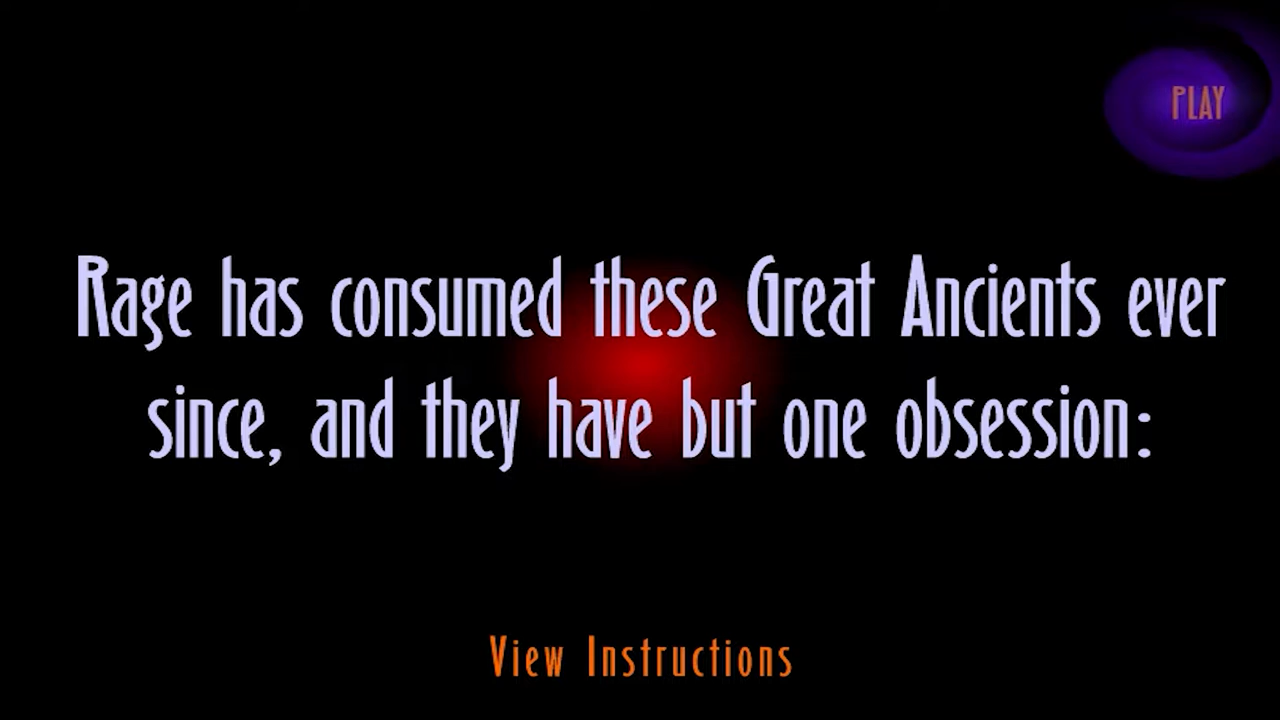 PLAY
Rage has consumed these Great Ancients ever
since, and they have but one obsession:
View Instructions